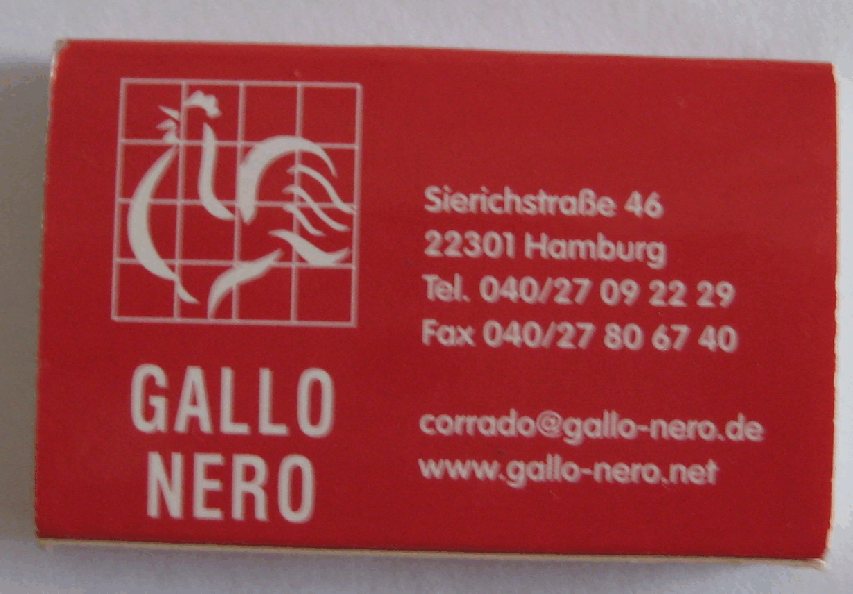 GALLO
NERO
Sierichstraße 46
22301 Hamburg
Tel. 040/27 09 22 29
Fax 040/27 80 67 40
corrado@gallo-nero.de
www.gallo-nero.net